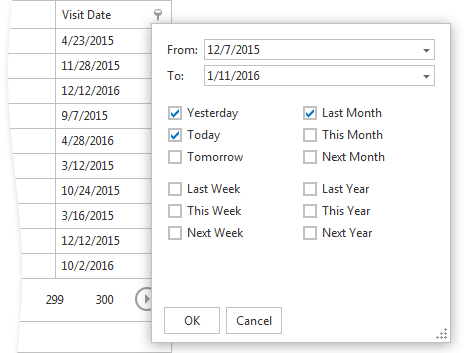 Visit Date
4/23/2015
11/28/2015
12/12/2016
9/7/2015
4/28/2016
3/12/2015
10/24/2015
3/16/2015
12/12/2015
10/2/2016
299 300
From: 12/7/2015
To: 1/11/2016
Yesterday Last Month
Today This Month
Tomorrow Next Month
Last Week Last Year
This Week This Year
Next Week Next Year
OK Cancel